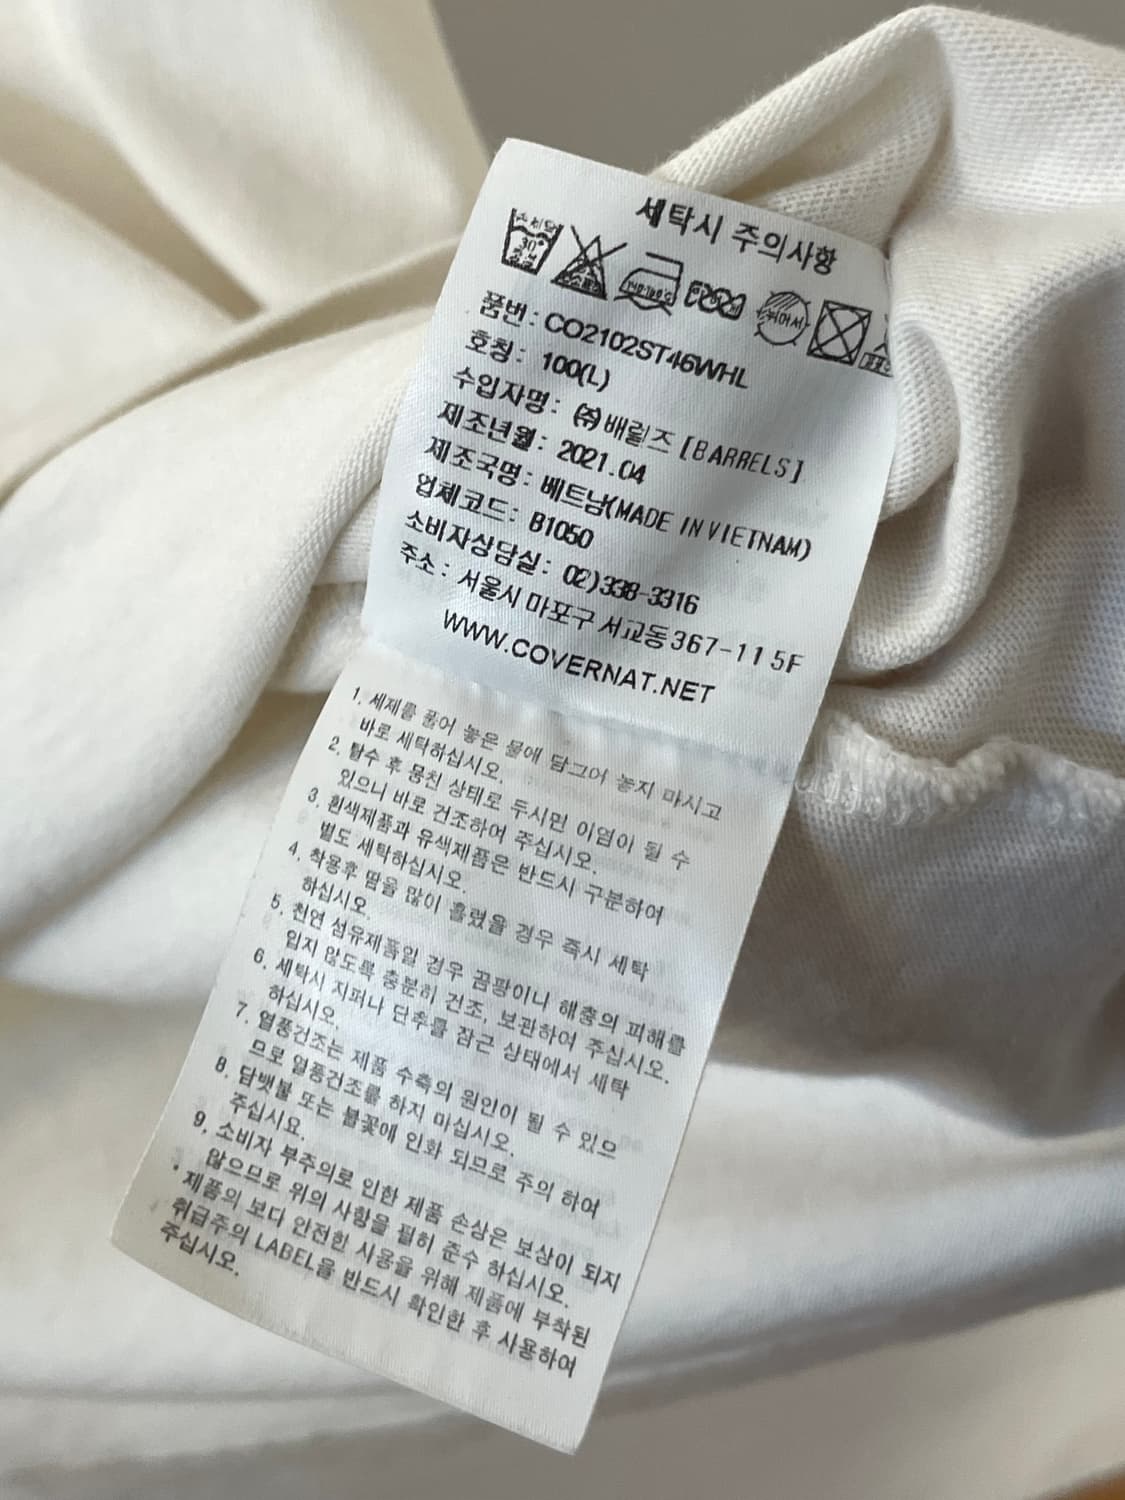 세탁시 주의사항
손세탁
30°
중성
140-160℃
뉘어서
품번: CO2102ST46WHL
호칭: 100(L)
수입자명: ㈜배럴즈 [BARRELS]
제조년월: 2021.04
제조국명: 베트남(MADE IN VIETNAM)
업체코드: B1050
소비자상담실: 02)338-3316
주소: 서울시 마포구 서교동367-11 5F
WWW.COVERNAT.NET
1. 세제를 풀어 놓은 물에 담그어 놓지 마시고
바로 세탁하십시오.
2. 탈수 후 뭉친 상태로 두시면 이염이 될 수
있으니 바로 건조하여 주십시오.
3. 흰색제품과 유색제품은 반드시 구분하여
별도 세탁하십시오.
4. 착용후 땀을 많이 흘렸을 경우 즉시 세탁
하십시오.
5. 천연 섬유제품일 경우 곰팡이니 해충의 피해를
입지 않도록 충분히 건조, 보관하여 주십시오.
6. 세탁시 지퍼나 단추를 잠근 상태에서 세탁
하십시오.
7. 열풍건조는 제품 수축의 원인이 될 수 있으
므로 열풍건조를 하지 마십시오.
8. 담뱃불 또는 불꽃에 인화 되므로 주의 하여
주십시요.
9. 소비자 부주의로 인한 제품 손상은 보상이 되지
않으므로 위의 사항을 필히 준수 하십시오.
* 제품의 보다 안전한 사용을 위해 제품에 부착된
취급주의 LABEL을 반드시 확인한 후 사용하여
주십시오.